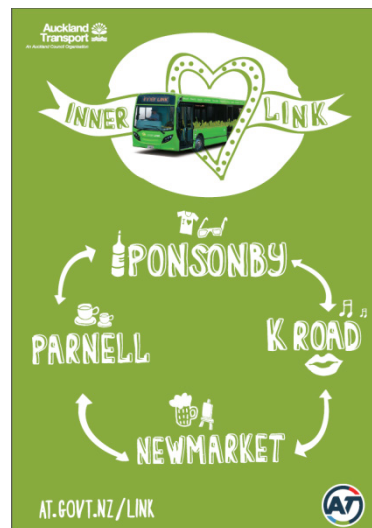 Auckland
Transport
An Auckland Council Organisation
INNER LINK
PONSONBY
PARNELL
K ROAD
NEWMARKET
AT.GOVT.NZ/LINK
AT